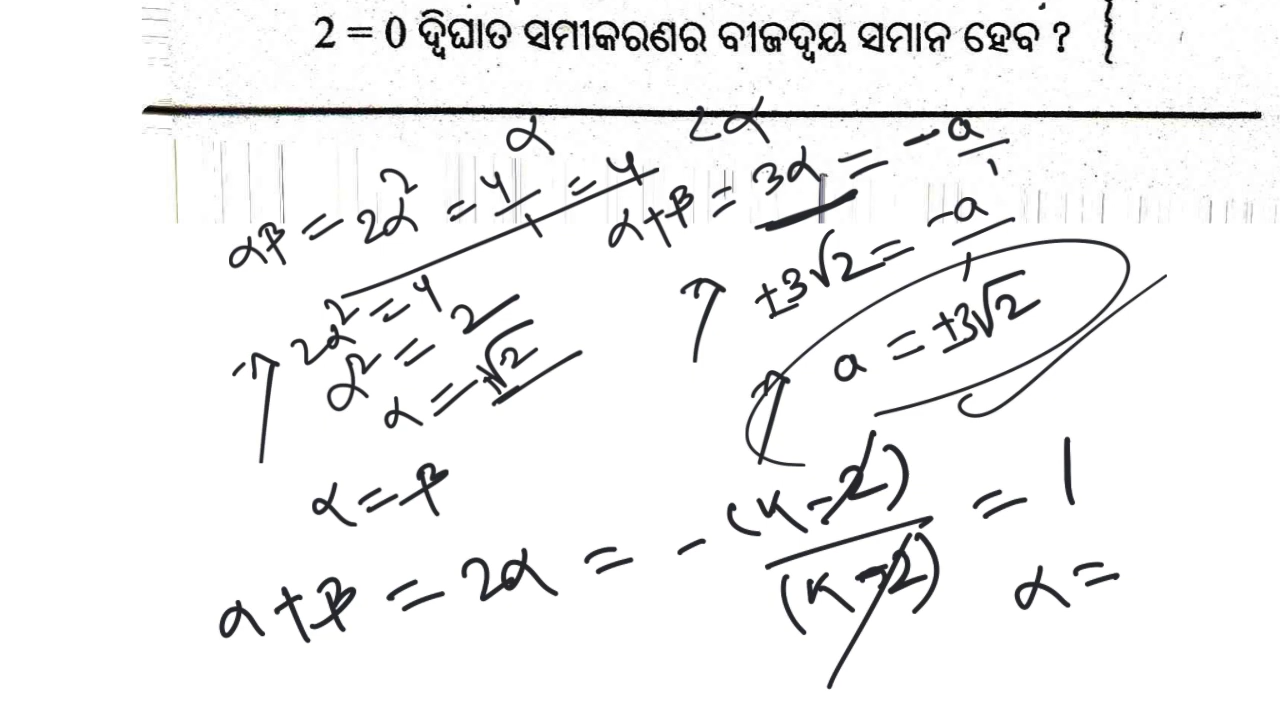 2 = 0 ଦ୍ୱିଘାତ ସମୀକରଣର ବୀଜଦ୍ୱୟ ସମାନ ହେବ ?
α 2α
αβ = 2α² = 4/1 = 4
α+β = 3α = -a/1
2α² = 4
±3√2 = -a/1
α² = 2
α = ±√2
a = ±3√2
α = β
α+β = 2α = -(k-2)/(k-2) = 1
α =